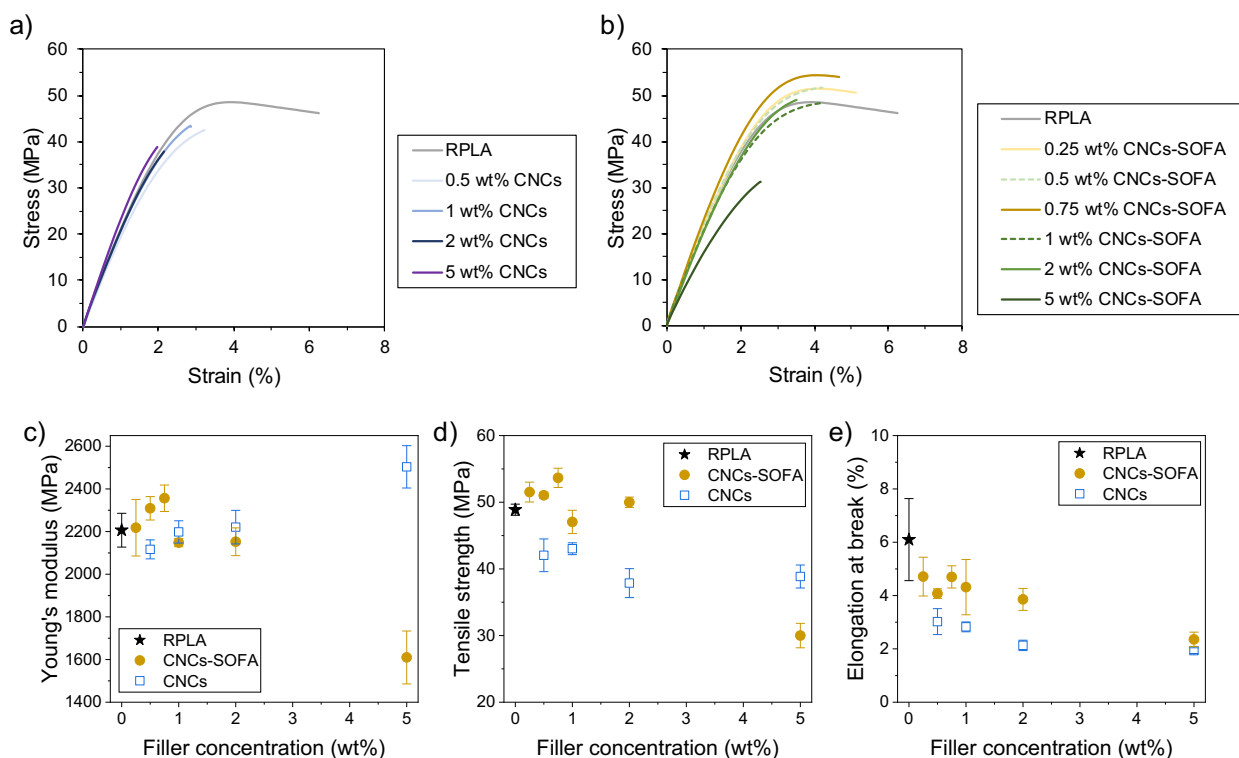 a)
60
50
40
30
20
10
0
Stress (MPa)
0 2 4 6 8
Strain (%)
RPLA
0.5 wt% CNCs
1 wt% CNCs
2 wt% CNCs
5 wt% CNCs
b)
60
50
40
30
20
10
0
Stress (MPa)
0 2 4 6 8
Strain (%)
RPLA
0.25 wt% CNCs-SOFA
0.5 wt% CNCs-SOFA
0.75 wt% CNCs-SOFA
1 wt% CNCs-SOFA
2 wt% CNCs-SOFA
5 wt% CNCs-SOFA
c)
2600
2400
2200
2000
1800
1600
1400
Young's modulus (MPa)
RPLA
CNCs-SOFA
CNCs
0 1 2 3 4 5
Filler concentration (wt%)
d)
60
50
40
30
20
Tensile strength (MPa)
RPLA
CNCs-SOFA
CNCs
0 1 2 3 4 5
Filler concentration (wt%)
e)
10
8
6
4
2
0
Elongation at break (%)
RPLA
CNCs-SOFA
CNCs
0 1 2 3 4 5
Filler concentration (wt%)